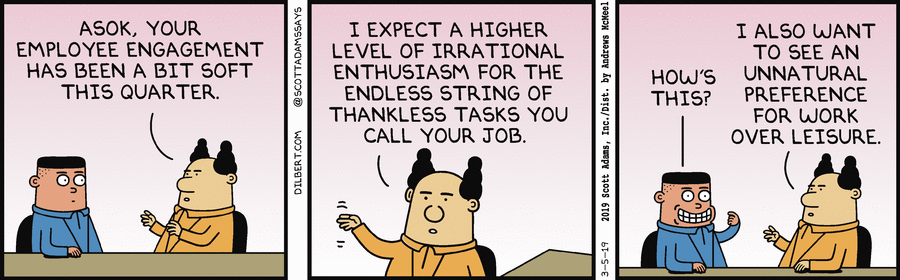 ASOK, YOUR
EMPLOYEE ENGAGEMENT
HAS BEEN A BIT SOFT
THIS QUARTER.
DILBERT.COM @SCOTTADAMSSAYS
I EXPECT A HIGHER
LEVEL OF IRRATIONAL
ENTHUSIASM FOR THE
ENDLESS STRING OF
THANKLESS TASKS YOU
CALL YOUR JOB.
3-5-19 2019 Scott Adams, Inc./Dist. by Andrews McMeel
HOW'S
THIS?
I ALSO WANT
TO SEE AN
UNNATURAL
PREFERENCE
FOR WORK
OVER LEISURE.